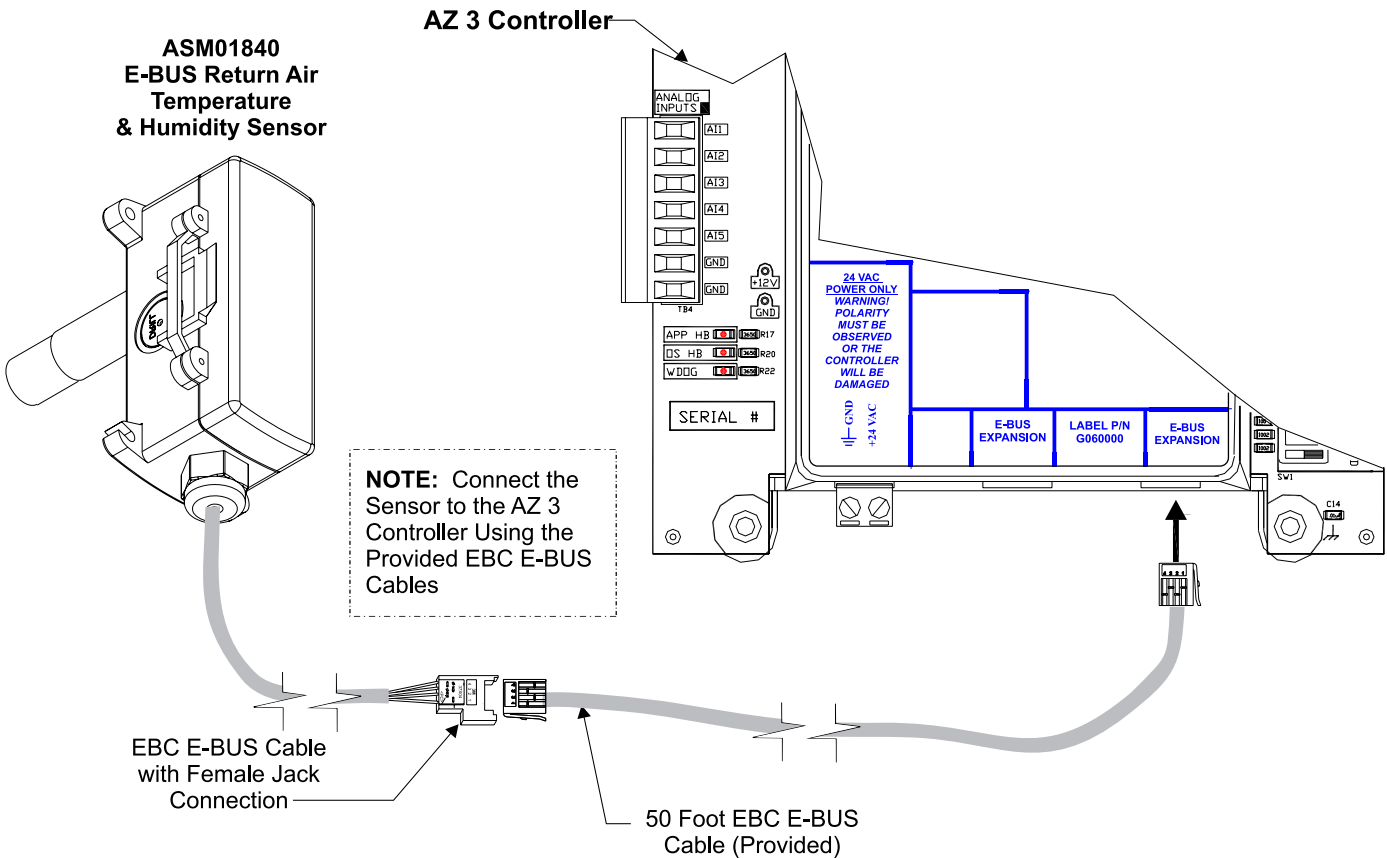 AZ 3 Controller
ASM01840
E-BUS Return Air
Temperature
& Humidity Sensor
ANALOG
INPUTS
AI1
AI2
AI3
AI4
AI5
GND
GND
TB4
+12V
GND
APP HB
R17
OS HB
R20
WDOG
R22
SERIAL #
24 VAC
POWER ONLY
WARNING!
POLARITY
MUST BE
OBSERVED
OR THE
CONTROLLER
WILL BE
DAMAGED
GND
+24 VAC
E-BUS
EXPANSION
LABEL P/N
G060000
E-BUS
EXPANSION
1002
1002
SW1
C14
NOTE: Connect the
Sensor to the AZ 3
Controller Using the
Provided EBC E-BUS
Cables
EBC E-BUS Cable
with Female Jack
Connection
50 Foot EBC E-BUS
Cable (Provided)